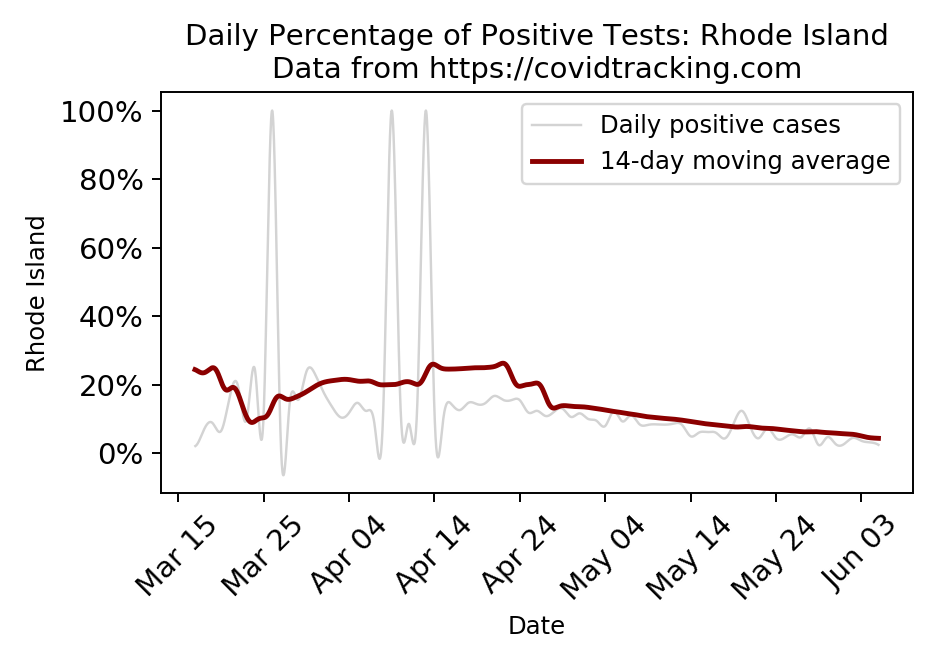 Daily Percentage of Positive Tests: Rhode Island
Data from https://covidtracking.com
Daily positive cases
14-day moving average
100%
80%
60%
40%
20%
0%
Rhode Island
Mar 15
Mar 25
Apr 04
Apr 14
Apr 24
May 04
May 14
May 24
Jun 03
Date